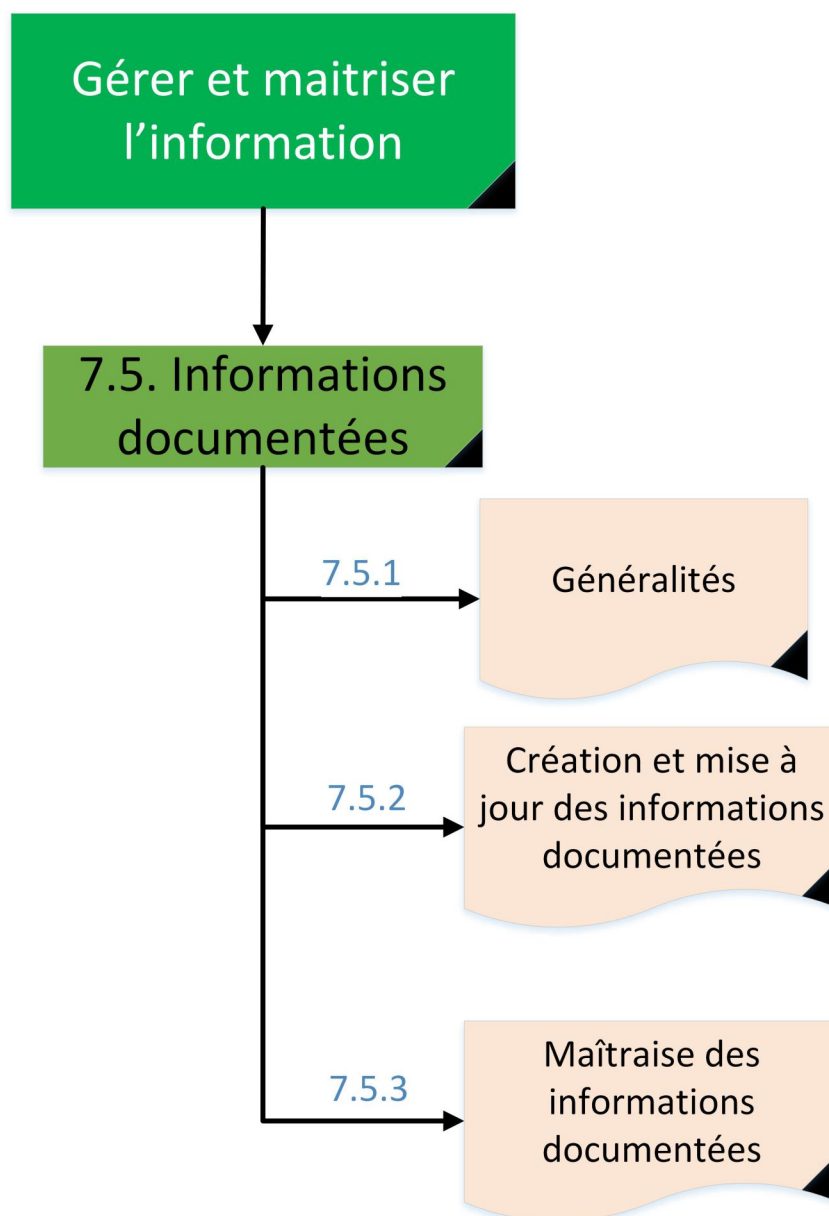 Gérer et maitriser
l’information
7.5. Informations
documentées
7.5.1
Généralités
7.5.2
Création et mise à
jour des informations
documentées
7.5.3
Maîtraise des
informations
documentées